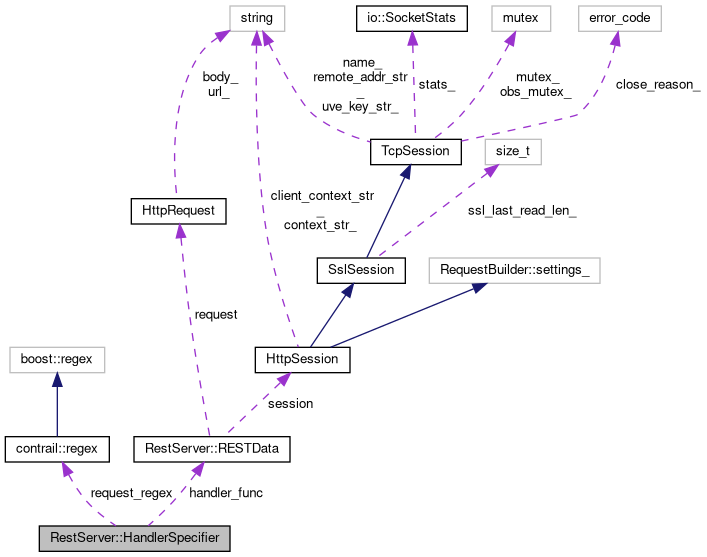 string
io::SocketStats
mutex
error_code
body_
url_
name_
remote_addr_str
_
uve_key_str_
stats_
mutex_
obs_mutex_
close_reason_
TcpSession
size_t
HttpRequest
client_context_str
_
context_str_
ssl_last_read_len_
SslSession
RequestBuilder::settings_
request
boost::regex
HttpSession
session
contrail::regex
RestServer::RESTData
request_regex
handler_func
RestServer::HandlerSpecifier